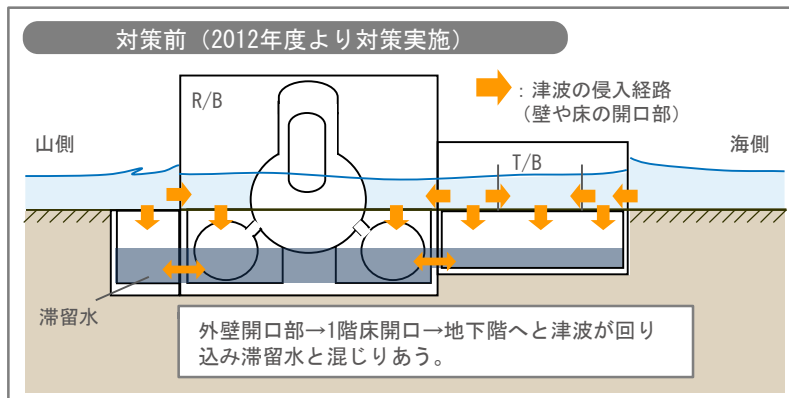 対策前（2012年度より対策実施）
R/B
：津波の侵入経路
（壁や床の開口部）
山側
T/B
海側
滞留水
外壁開口部→1階床開口→地下階へと津波が回り
込み滞留水と混じりあう。